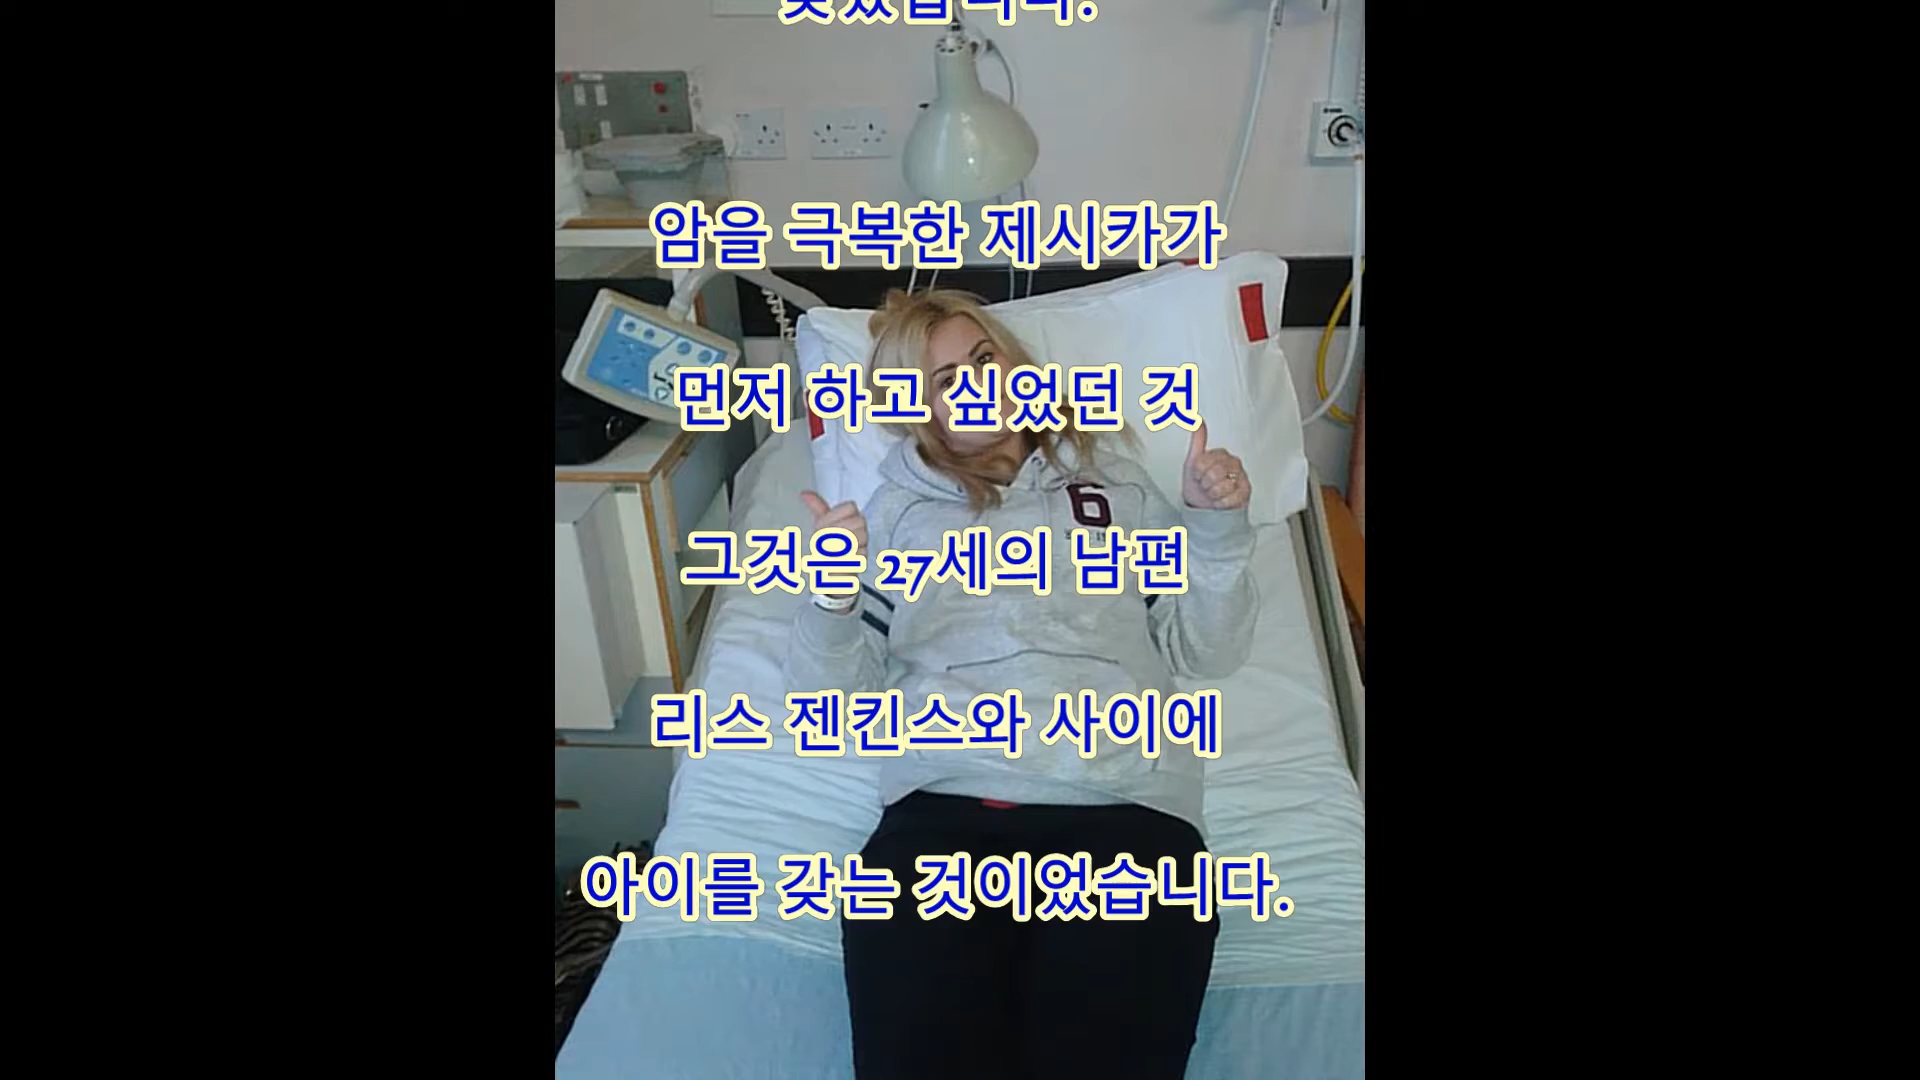 암을 극복한 제시카가
먼저 하고 싶었던 것
6
그것은 27세의 남편
리스 젠킨스와 사이에
아이를 갖는 것이었습니다.